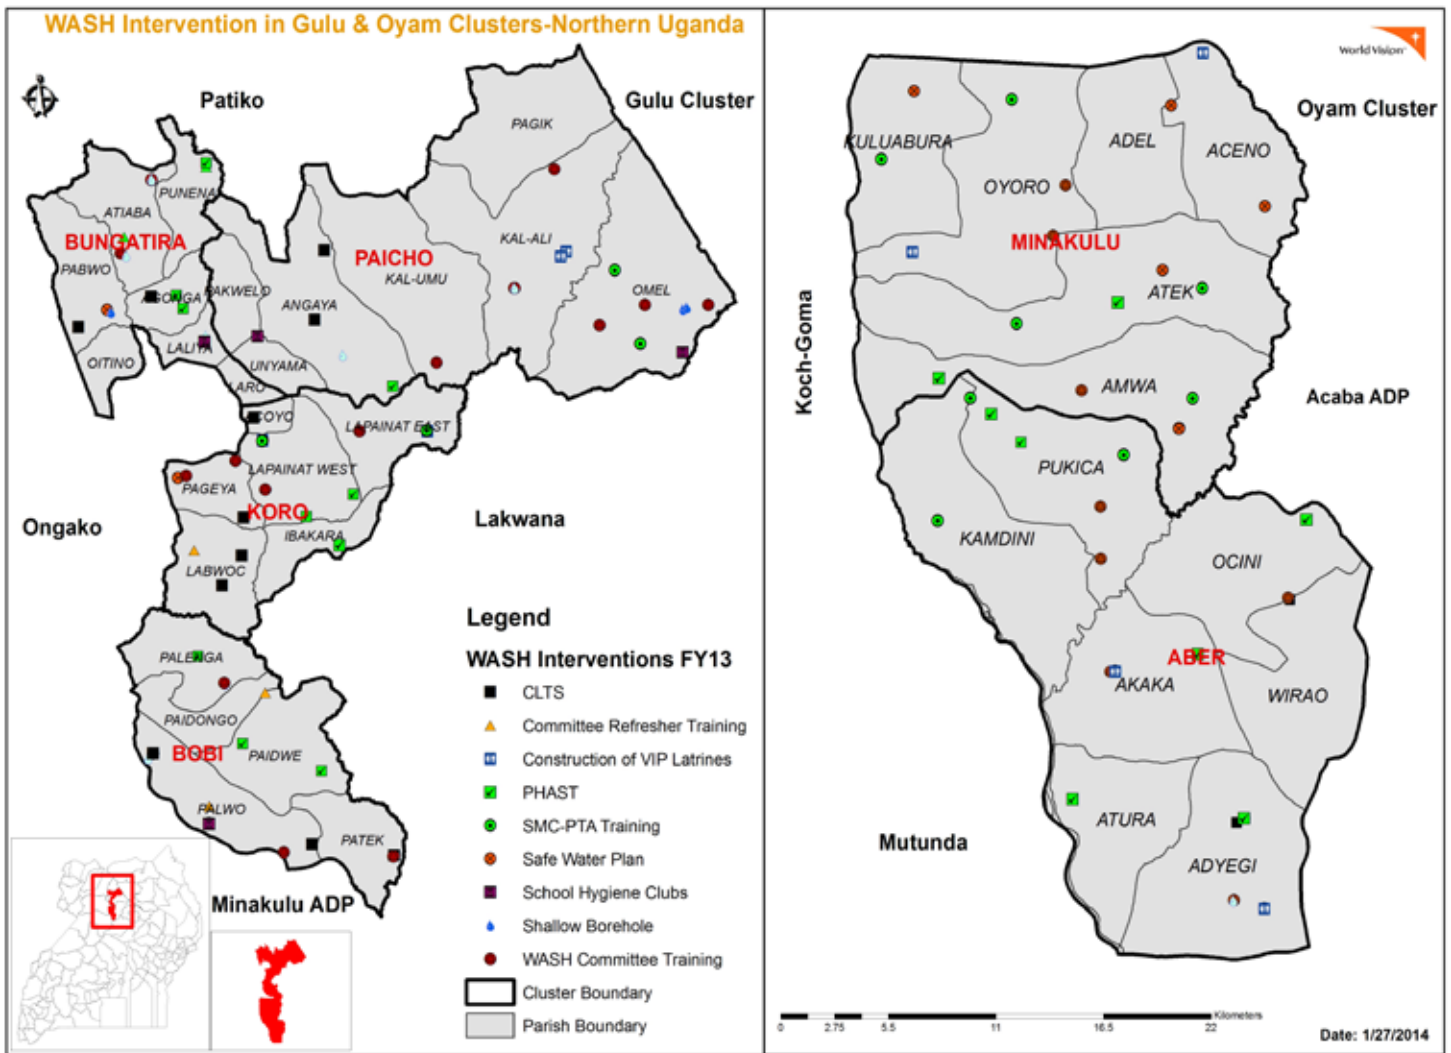 WASH Intervention in Gulu & Oyam Clusters-Northern Uganda
Patiko
Gulu Cluster
PAGIK
PUNENA
ATIABA
BUNGATIRA
PABWO
KAL-ALI
PAICHO
KAL-UMU
AGONGA
PAKWELO
ANGAYA
OMEL
LALIYA
OITINO
UNYAMA
LARO
LAPAINAT EAST
LAPAINAT WEST
PAGEYA
KORO
Ongako
Lakwana
IBAKARA
LABWOC
PALENGA
PAIDONGO
BOBI
PAIDWE
PALWO
PATEK
Minakulu ADP
Legend
WASH Interventions FY13
CLTS
Committee Refresher Training
Construction of VIP Latrines
PHAST
SMC-PTA Training
Safe Water Plan
School Hygiene Clubs
Shallow Borehole
WASH Committee Training
Cluster Boundary
Parish Boundary
World Vision
Oyam Cluster
KULUABURA
ADEL
ACENO
OYORO
MINAKULU
ATEK
Koch-Goma
AMWA
Acaba ADP
PUKICA
KAMDINI
OCINI
ABER
AKAKA
WIRAO
ATURA
Mutunda
ADYEGI
Kilometers
0 2.75 5.5 11 16.5 22
Date: 1/27/2014